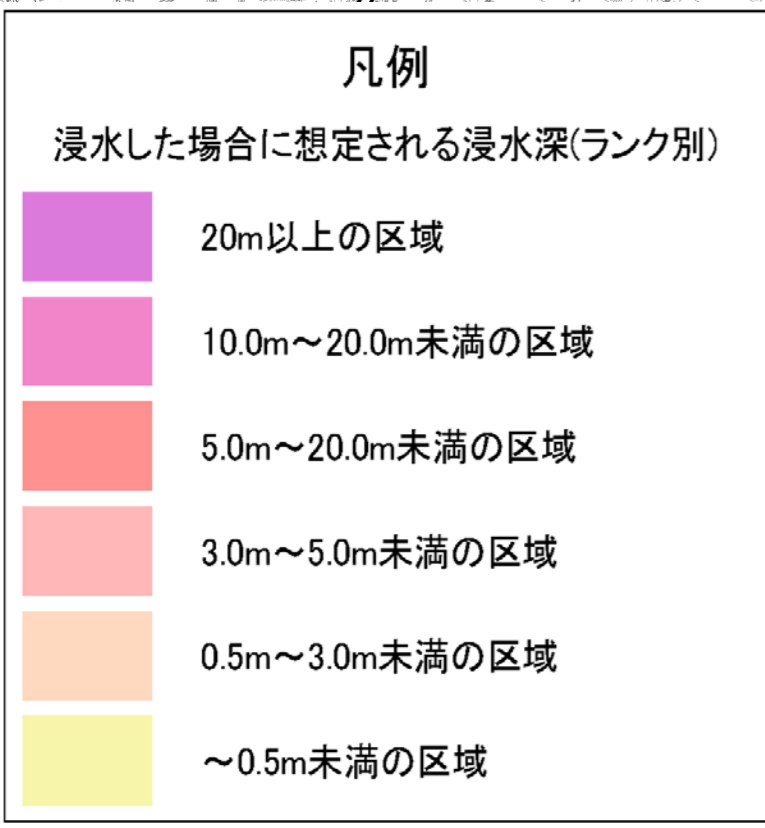 凡例
浸水した場合に想定される浸水深(ランク別)
20m以上の区域
10.0m～20.0m未満の区域
5.0m～20.0m未満の区域
3.0m～5.0m未満の区域
0.5m～3.0m未満の区域
～0.5m未満の区域